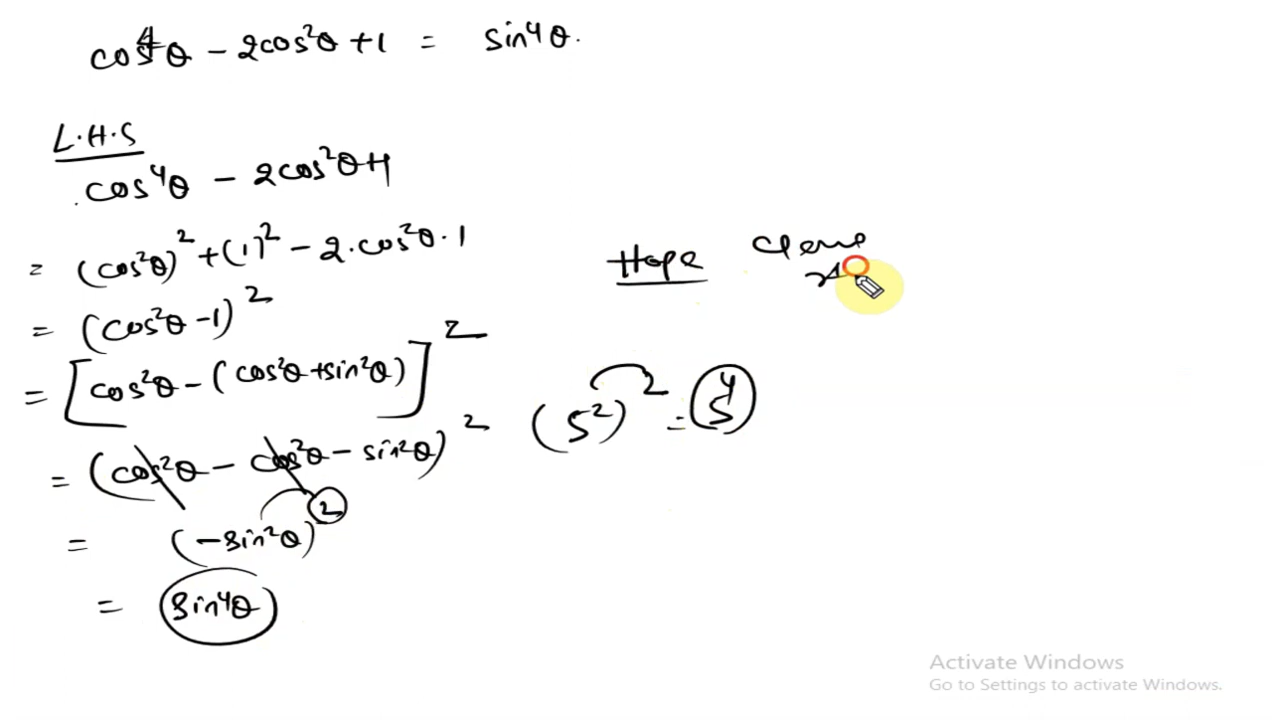 cos⁴θ - 2cos²θ + 1 = sin⁴θ.
L.H.S
cos⁴θ - 2cos²θ+1
= (cos²θ)² + (1)² - 2·cos²θ·1
= (cos²θ - 1)²
= [cos²θ - (cos²θ + sin²θ)]²
= (cos²θ - cos²θ - sin²θ)²
= (-sin²θ)²
= sin⁴θ
(5²)² = 5⁴
Hope
Activate Windows
Go to Settings to activate Windows.